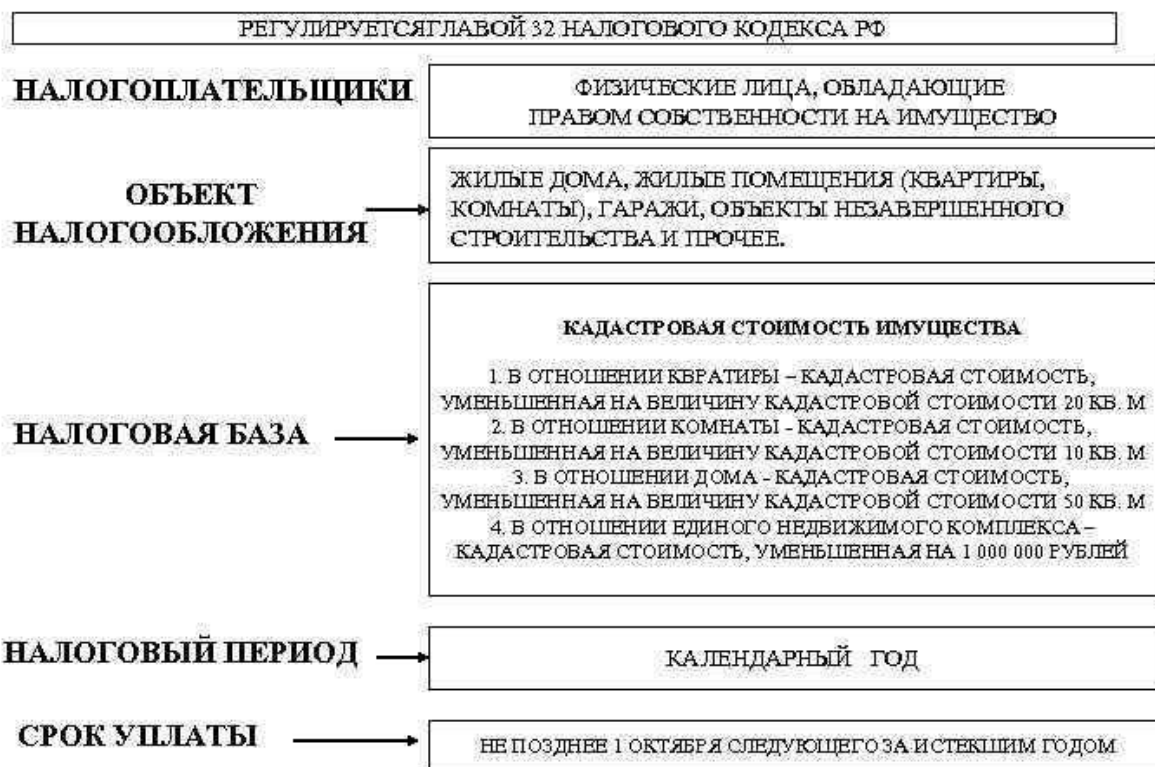 РЕГУЛИРУЕТСЯГЛАВОЙ 32 НАЛОГОВОГО КОДЕКСА РФ
НАЛОГОПЛАТЕЛЬЩИКИ
ФИЗИЧЕСКИЕ ЛИЦА, ОБЛАДАЮЩИЕ
ПРАВОМ СОБСТВЕННОСТИ НА ИМУЩЕСТВО
ОБЪЕКТ
НАЛОГООБЛОЖЕНИЯ
ЖИЛЫЕ ДОМА, ЖИЛЫЕ ПОМЕЩЕНИЯ (КВАРТИРЫ,
КОМНАТЫ), ГАРАЖИ, ОБЪЕКТЫ НЕЗАВЕРШЕННОГО
СТРОИТЕЛЬСТВА И ПРОЧЕЕ.
НАЛОГОВАЯ БАЗА
КАДАСТРОВАЯ СТОИМОСТЬ ИМУЩЕСТВА
1. В ОТНОШЕНИИ КВРАТИРЫ – КАДАСТРОВАЯ СТОИМОСТЬ,
УМЕНЬШЕННАЯ НА ВЕЛИЧИНУ КАДАСТРОВОЙ СТОИМОСТИ 20 КВ. М
2. В ОТНОШЕНИИ КОМНАТЫ - КАДАСТРОВАЯ СТОИМОСТЬ,
УМЕНЬШЕННАЯ НА ВЕЛИЧИНУ КАДАСТРОВОЙ СТОИМОСТИ 10 КВ. М
3. В ОТНОШЕНИИ ДОМА - КАДАСТРОВАЯ СТОИМОСТЬ,
УМЕНЬШЕННАЯ НА ВЕЛИЧИНУ КАДАСТРОВОЙ СТОИМОСТИ 50 КВ. М
4. В ОТНОШЕНИИ ЕДИНОГО НЕДВИЖИМОГО КОМПЛЕКСА –
КАДАСТРОВАЯ СТОИМОСТЬ, УМЕНЬШЕННАЯ НА 1 000 000 РУБЛЕЙ
НАЛОГОВЫЙ ПЕРИОД
КАЛЕНДАРНЫЙ ГОД
СРОК УПЛАТЫ
НЕ ПОЗДНЕЕ 1 ОКТЯБРЯ СЛЕДУЮЩЕГО ЗА ИСТЕКШИМ ГОДОМ